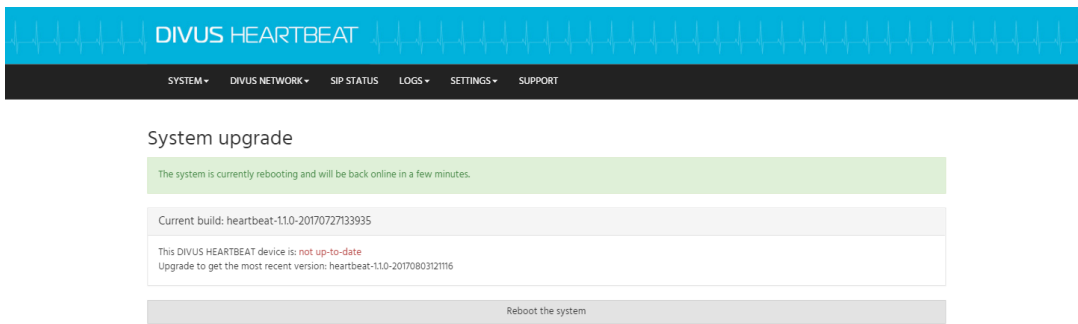 DIVUS HEARTBEAT
SYSTEM DIVUS NETWORK SIP STATUS LOGS SETTINGS SUPPORT
System upgrade
The system is currently rebooting and will be back online in a few minutes.
Current build: heartbeat-1.1.0-20170727133935
This DIVUS HEARTBEAT device is: not up-to-date
Upgrade to get the most recent version: heartbeat-1.1.0-20170803121116
Reboot the system